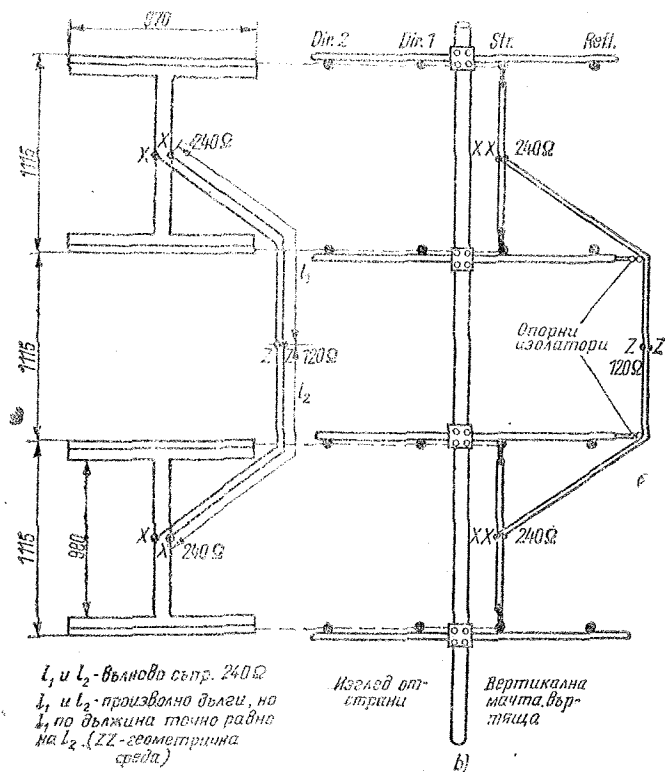 970
Dir. 2 Dir. 1 Str. Refl.
1115
X X 240Ω
XX 240Ω
l₁
1115
Опорни
изолатори
Z Z 120Ω
Z Z
120Ω
l₂
1115
980
X X 240Ω
XX 240Ω
l₁ и l₂ - вълново съпр. 240Ω
l₁ и l₂ - произволно дълги, но
l₁ по дължина точно равно
на l₂. (ZZ - геометрична
среда)
Изглед от-
страни
Вертикална
мачта, вър-
тяща
b)